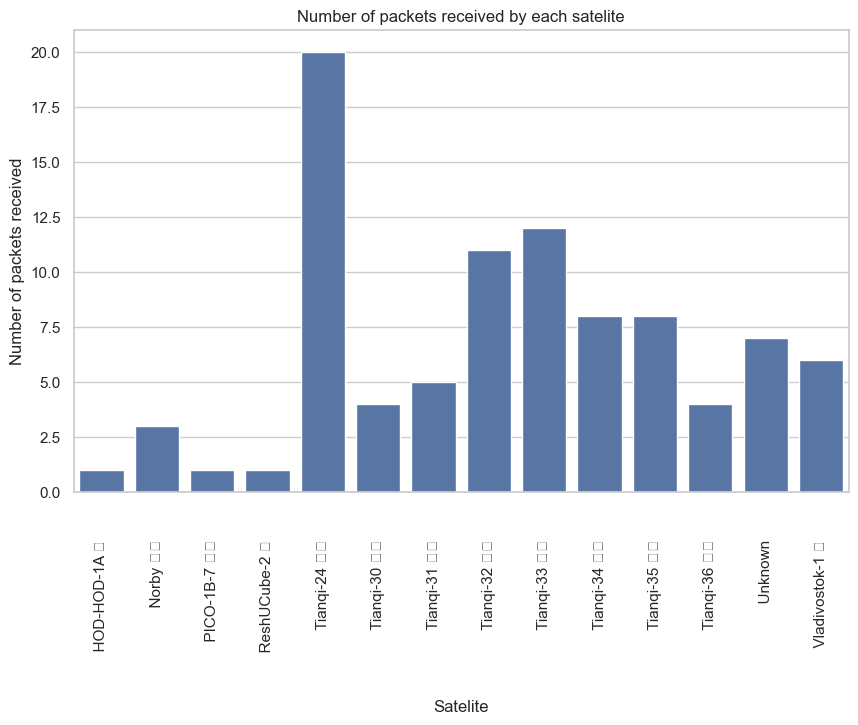 Number of packets received by each satelite
Number of packets received
20.0
17.5
15.0
12.5
10.0
7.5
5.0
2.5
0.0
HOD-HOD-1A □
Norby □ □
PICO-1B-7 □ □
ReshUCube-2 □
Tianqi-24 □ □
Tianqi-30 □ □
Tianqi-31 □ □
Tianqi-32 □ □
Tianqi-33 □ □
Tianqi-34 □ □
Tianqi-35 □ □
Tianqi-36 □ □
Unknown
Vladivostok-1 □
Satelite